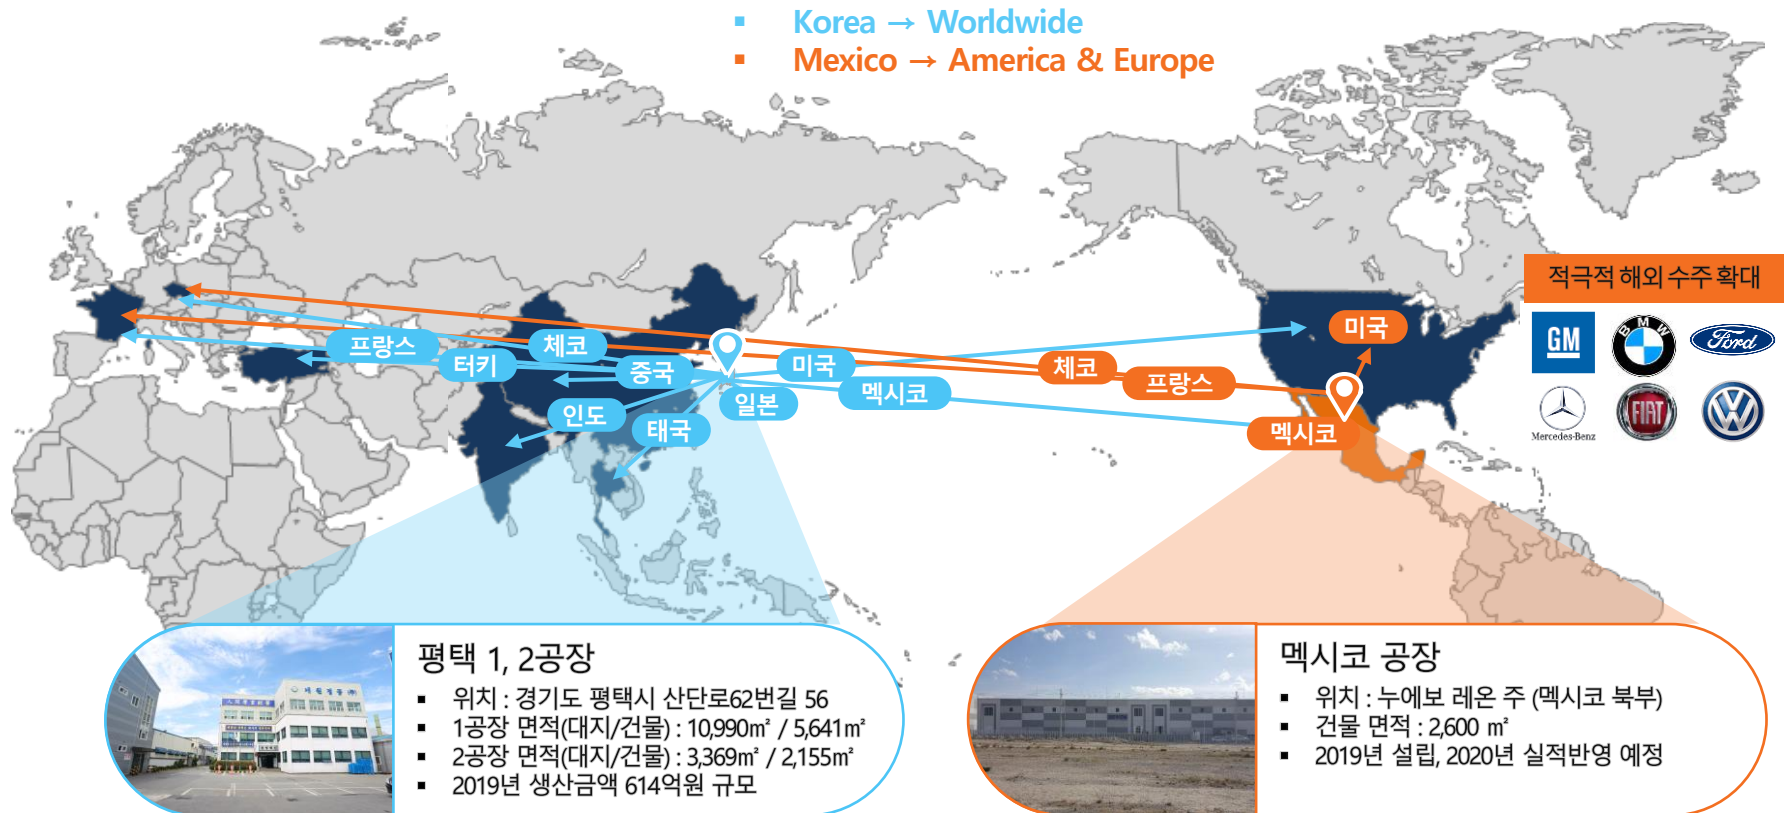 ▪ Korea → Worldwide
▪ Mexico → America & Europe
적극적 해외 수주 확대
GM
BMW
Ford
Mercedes-Benz
FIAT
VW
프랑스
터키
체코
중국
인도
태국
일본
미국
멕시코
체코
프랑스
미국
멕시코
평택 1, 2공장
▪ 위치 : 경기도 평택시 산단로62번길 56
▪ 1공장 면적(대지/건물) : 10,990㎡ / 5,641㎡
▪ 2공장 면적(대지/건물) : 3,369㎡ / 2,155㎡
▪ 2019년 생산금액 614억원 규모
멕시코 공장
▪ 위치 : 누에보 레온 주 (멕시코 북부)
▪ 건물 면적 : 2,600 ㎡
▪ 2019년 설립, 2020년 실적반영 예정